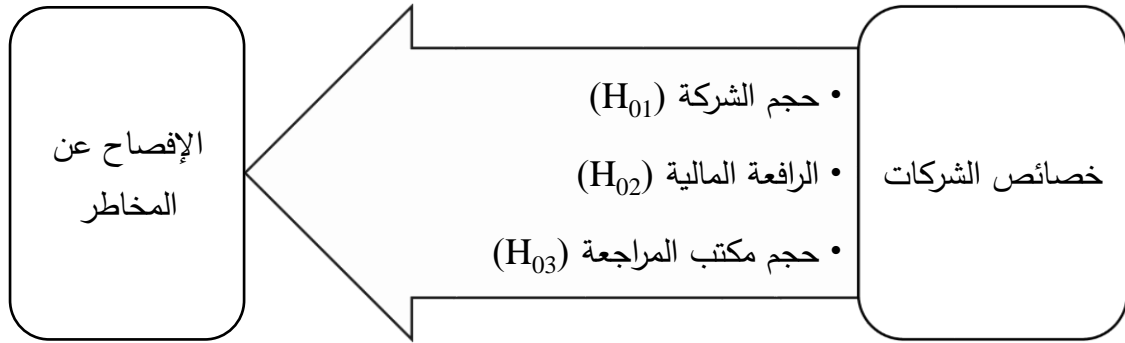 خصائص الشركات
• حجم الشركة (H01)
• الرافعة المالية (H02)
• حجم مكتب المراجعة (H03)
الإفصاح عن
المخاطر